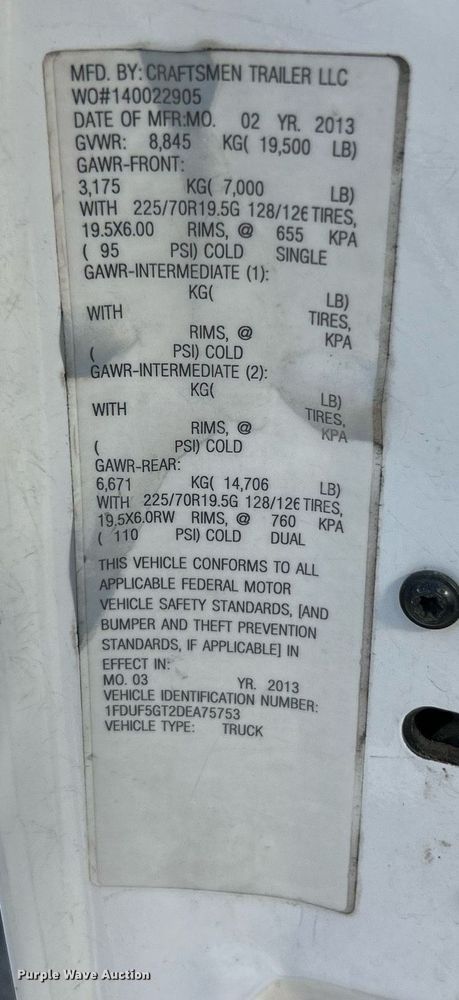 MFD. BY: CRAFTSMEN TRAILER LLC
WO#140022905
DATE OF MFR:MO. 02 YR. 2013
GVWR: 8,845 KG( 19,500 LB)
GAWR-FRONT:
3,175 KG( 7,000 LB)
WITH 225/70R19.5G 128/126 TIRES,
19.5X6.00 RIMS, @ 655 KPA
( 95 PSI) COLD SINGLE
GAWR-INTERMEDIATE (1):
KG( LB)
WITH TIRES,
RIMS, @ KPA
( PSI) COLD
GAWR-INTERMEDIATE (2):
KG( LB)
WITH TIRES,
RIMS, @ KPA
( PSI) COLD
GAWR-REAR:
6,671 KG( 14,706 LB)
WITH 225/70R19.5G 128/126 TIRES,
19.5X6.0RW RIMS, @ 760 KPA
( 110 PSI) COLD DUAL
THIS VEHICLE CONFORMS TO ALL
APPLICABLE FEDERAL MOTOR
VEHICLE SAFETY STANDARDS, [AND
BUMPER AND THEFT PREVENTION
STANDARDS, IF APPLICABLE] IN
EFFECT IN:
MO. 03 YR. 2013
VEHICLE IDENTIFICATION NUMBER:
1FDUF5GT2DEA75753
VEHICLE TYPE: TRUCK
Purple Wave Auction